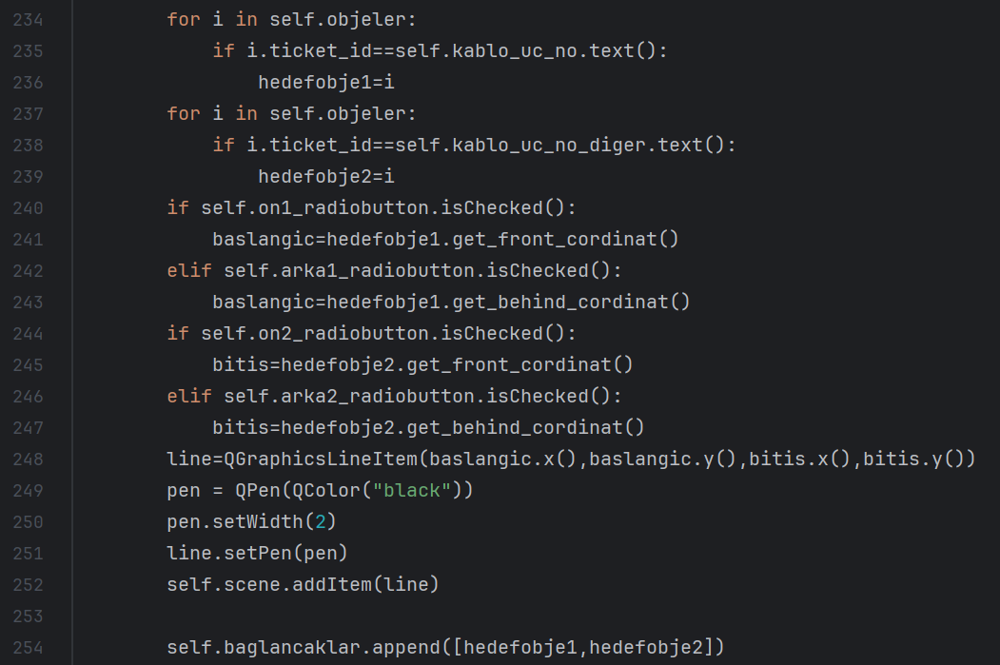 234 for i in self.objeler:
235 if i.ticket_id==self.kablo_uc_no.text():
236 hedefobje1=i
237 for i in self.objeler:
238 if i.ticket_id==self.kablo_uc_no_diger.text():
239 hedefobje2=i
240 if self.on1_radiobutton.isChecked():
241 baslangic=hedefobje1.get_front_cordinat()
242 elif self.arka1_radiobutton.isChecked():
243 baslangic=hedefobje1.get_behind_cordinat()
244 if self.on2_radiobutton.isChecked():
245 bitis=hedefobje2.get_front_cordinat()
246 elif self.arka2_radiobutton.isChecked():
247 bitis=hedefobje2.get_behind_cordinat()
248 line=QGraphicsLineItem(baslangic.x(),baslangic.y(),bitis.x(),bitis.y())
249 pen = QPen(QColor("black"))
250 pen.setWidth(2)
251 line.setPen(pen)
252 self.scene.addItem(line)
253
254 self.baglancaklar.append([hedefobje1,hedefobje2])